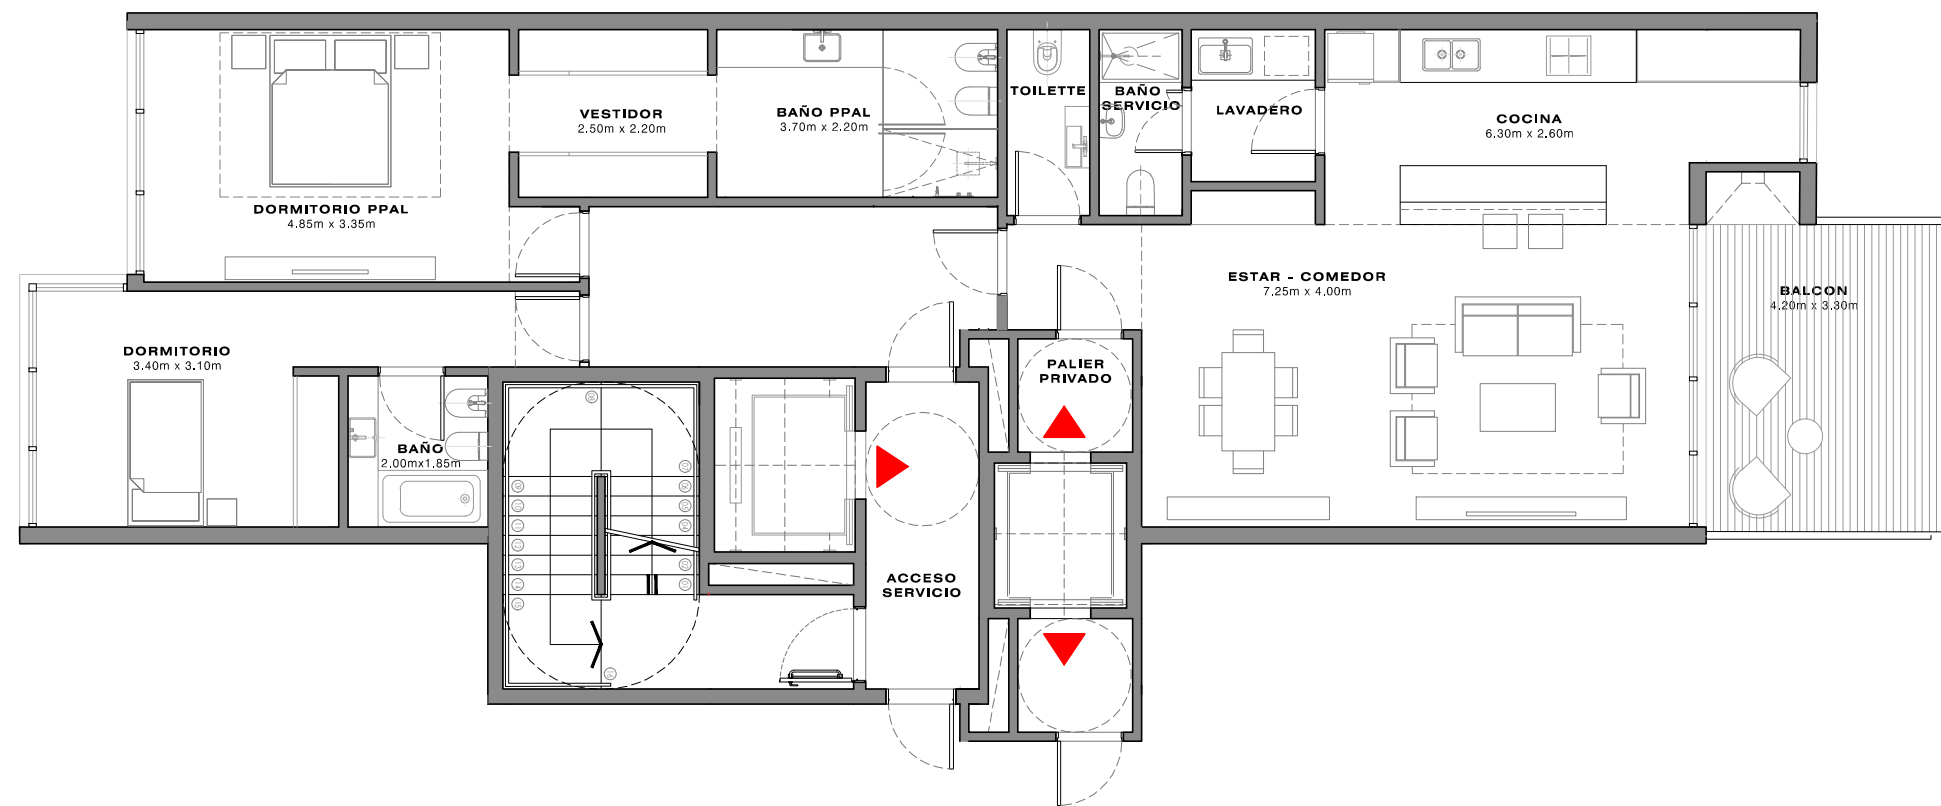 VESTIDOR
2.50m x 2.20m
BAÑO PPAL
3.70m x 2.20m
TOILETTE
BAÑO
SERVICIO
LAVADERO
COCINA
6.30m x 2.60m
DORMITORIO PPAL
4.85m x 3.35m
ESTAR - COMEDOR
7.25m x 4.00m
BALCON
4.20m x 3.30m
DORMITORIO
3.40m x 3.10m
PALIER
PRIVADO
BAÑO
2.00mx1.85m
ACCESO
SERVICIO